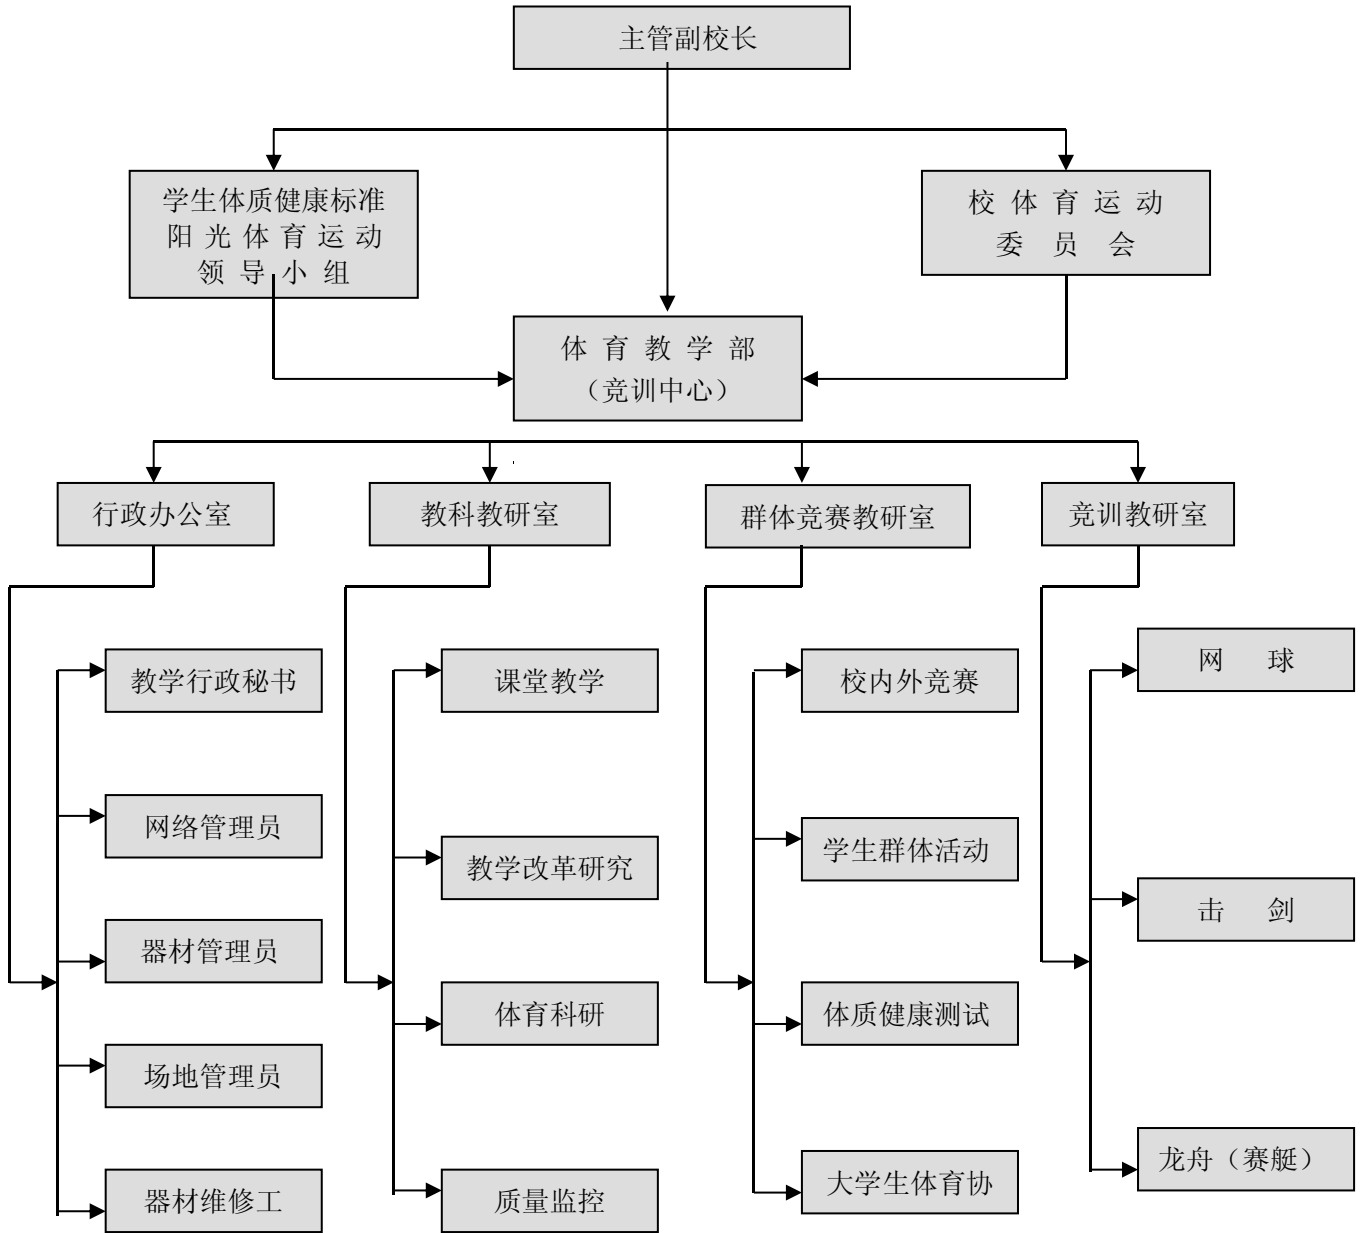 主管副校长
学生体质健康标准
阳光体育运动
领导小组
校体育运动
委员会
体育教学部
（竞训中心）
行政办公室
教科教研室
群体竞赛教研室
竞训教研室
教学行政秘书
网络管理员
器材管理员
场地管理员
器材维修工
课堂教学
教学改革研究
体育科研
质量监控
校内外竞赛
学生群体活动
体质健康测试
大学生体育协
网球
击剑
龙舟（赛艇）